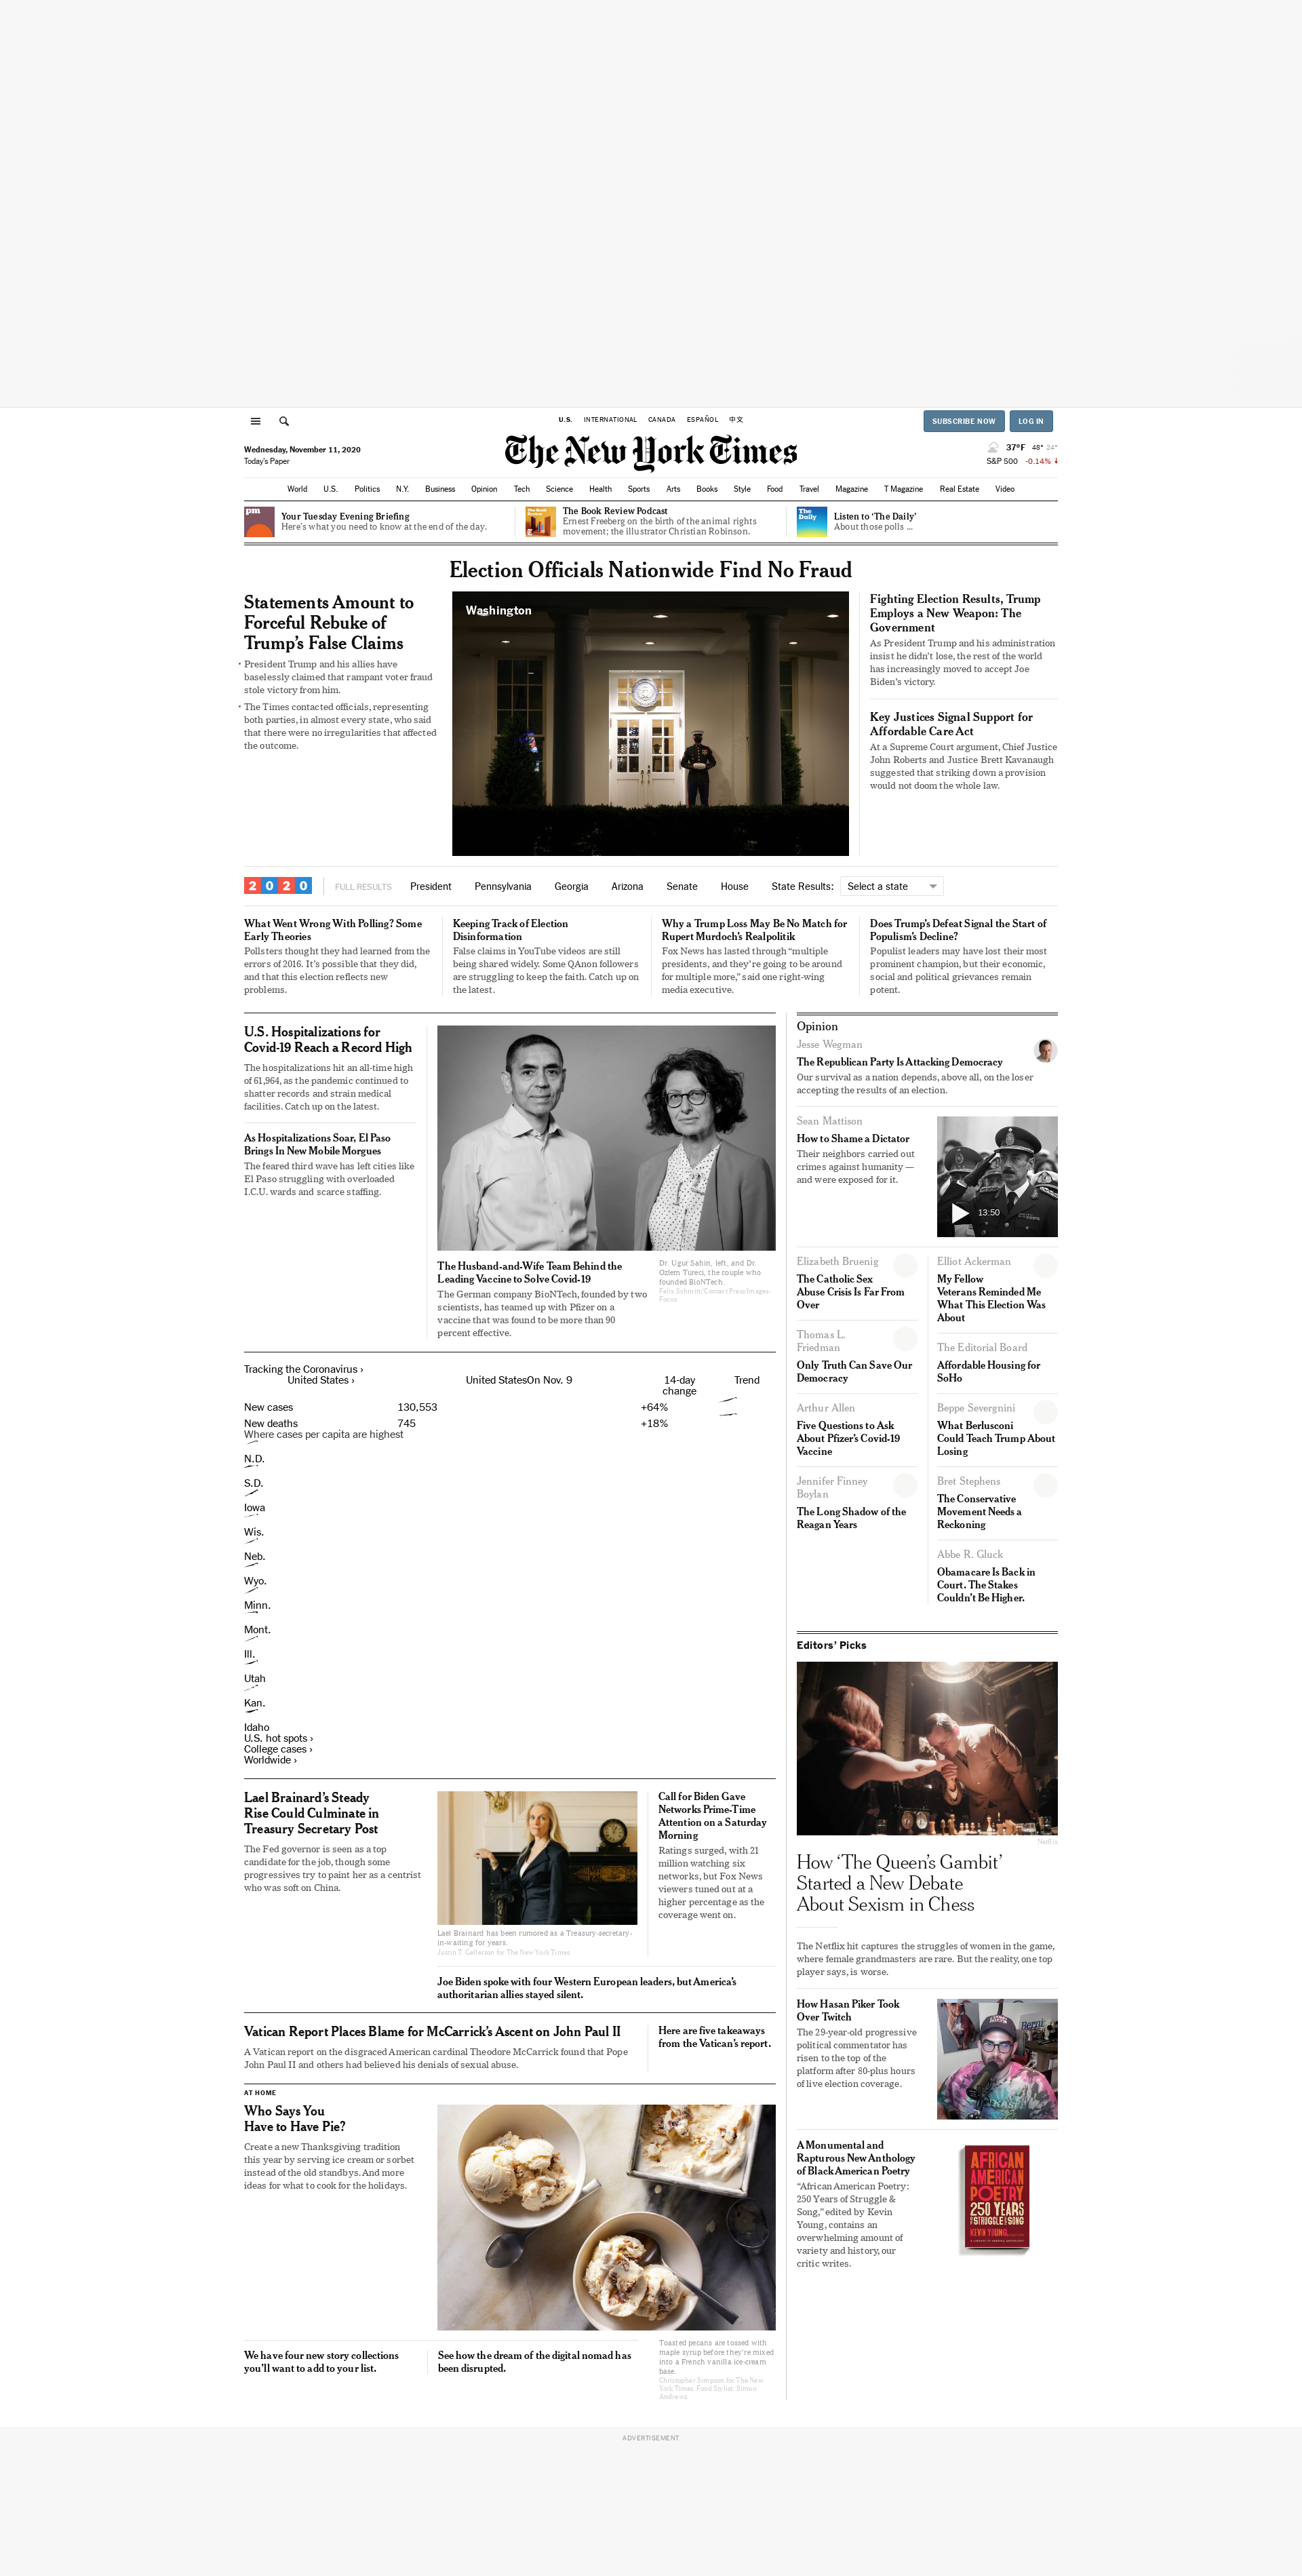 U.S.
INTERNATIONAL
CANADA
ESPAÑOL
中文
SUBSCRIBE NOW
LOG IN
Wednesday, November 11, 2020
Today's Paper
The New York Times
37°F 48° 24°
S&P 500 -0.14%
World
U.S.
Politics
N.Y.
Business
Opinion
Tech
Science
Health
Sports
Arts
Books
Style
Food
Travel
Magazine
T Magazine
Real Estate
Video
pm
Your Tuesday Evening Briefing
Here's what you need to know at the end of the day.
The Book Review Podcast
Ernest Freeberg on the birth of the animal rights
movement; the illustrator Christian Robinson.
The
Daily
Listen to ‘The Daily’
About those polls ...
Election Officials Nationwide Find No Fraud
Statements Amount to
Forceful Rebuke of
Trump’s False Claims
• President Trump and his allies have
baselessly claimed that rampant voter fraud
stole victory from him.
• The Times contacted officials, representing
both parties, in almost every state, who said
that there were no irregularities that affected
the outcome.
Washington
Fighting Election Results, Trump
Employs a New Weapon: The
Government
As President Trump and his administration
insist he didn’t lose, the rest of the world
has increasingly moved to accept Joe
Biden’s victory.
Key Justices Signal Support for
Affordable Care Act
At a Supreme Court argument, Chief Justice
John Roberts and Justice Brett Kavanaugh
suggested that striking down a provision
would not doom the whole law.
2020
FULL RESULTS
President
Pennsylvania
Georgia
Arizona
Senate
House
State Results:
Select a state
What Went Wrong With Polling? Some
Early Theories
Pollsters thought they had learned from the
errors of 2016. It’s possible that they did,
and that this election reflects new
problems.
Keeping Track of Election
Disinformation
False claims in YouTube videos are still
being shared widely. Some QAnon followers
are struggling to keep the faith. Catch up on
the latest.
Why a Trump Loss May Be No Match for
Rupert Murdoch’s Realpolitik
Fox News has lasted through “multiple
presidents, and they’re going to be around
for multiple more,” said one right-wing
media executive.
Does Trump’s Defeat Signal the Start of
Populism’s Decline?
Populist leaders may have lost their most
prominent champion, but their economic,
social and political grievances remain
potent.
U.S. Hospitalizations for
Covid-19 Reach a Record High
The hospitalizations hit an all-time high
of 61,964, as the pandemic continued to
shatter records and strain medical
facilities. Catch up on the latest.
As Hospitalizations Soar, El Paso
Brings In New Mobile Morgues
The feared third wave has left cities like
El Paso struggling with overloaded
I.C.U. wards and scarce staffing.
The Husband-and-Wife Team Behind the
Leading Vaccine to Solve Covid-19
The German company BioNTech, founded by two
scientists, has teamed up with Pfizer on a
vaccine that was found to be more than 90
percent effective.
Dr. Ugur Sahin, left, and Dr.
Ozlem Tureci, the couple who
founded BioNTech.
Felix Schmitt/Contact Press Images-
Focus
Tracking the Coronavirus ›
United States ›
United StatesOn Nov. 9
14-day
change
Trend
New cases 130,553 +64%
New deaths 745 +18%
Where cases per capita are highest
N.D.
S.D.
Iowa
Wis.
Neb.
Wyo.
Minn.
Mont.
Ill.
Utah
Kan.
Idaho
U.S. hot spots ›
College cases ›
Worldwide ›
Lael Brainard’s Steady
Rise Could Culminate in
Treasury Secretary Post
The Fed governor is seen as a top
candidate for the job, though some
progressives try to paint her as a centrist
who was soft on China.
Lael Brainard has been rumored as a Treasury-secretary-
in-waiting for years.
Justin T. Gellerson for The New York Times
Call for Biden Gave
Networks Prime-Time
Attention on a Saturday
Morning
Ratings surged, with 21
million watching six
networks, but Fox News
viewers tuned out at a
higher percentage as the
coverage went on.
Joe Biden spoke with four Western European leaders, but America’s
authoritarian allies stayed silent.
Vatican Report Places Blame for McCarrick’s Ascent on John Paul II
A Vatican report on the disgraced American cardinal Theodore McCarrick found that Pope
John Paul II and others had believed his denials of sexual abuse.
Here are five takeaways
from the Vatican’s report.
AT HOME
Who Says You
Have to Have Pie?
Create a new Thanksgiving tradition
this year by serving ice cream or sorbet
instead of the old standbys. And more
ideas for what to cook for the holidays.
We have four new story collections
you’ll want to add to your list.
See how the dream of the digital nomad has
been disrupted.
Toasted pecans are tossed with
maple syrup before they’re mixed
into a French vanilla ice-cream
base.
Christopher Simpson for The New
York Times. Food Stylist: Simon
Andrews.
Opinion
Jesse Wegman
The Republican Party Is Attacking Democracy
Our survival as a nation depends, above all, on the loser
accepting the results of an election.
Sean Mattison
How to Shame a Dictator
Their neighbors carried out
crimes against humanity —
and were exposed for it.
13:50
Elizabeth Bruenig
The Catholic Sex
Abuse Crisis Is Far From
Over
Thomas L.
Friedman
Only Truth Can Save Our
Democracy
Arthur Allen
Five Questions to Ask
About Pfizer’s Covid-19
Vaccine
Jennifer Finney
Boylan
The Long Shadow of the
Reagan Years
Elliot Ackerman
My Fellow
Veterans Reminded Me
What This Election Was
About
The Editorial Board
Affordable Housing for
SoHo
Beppe Severgnini
What Berlusconi
Could Teach Trump About
Losing
Bret Stephens
The Conservative
Movement Needs a
Reckoning
Abbe R. Gluck
Obamacare Is Back in
Court. The Stakes
Couldn’t Be Higher.
Editors’ Picks
Netflix
How ‘The Queen’s Gambit’
Started a New Debate
About Sexism in Chess
The Netflix hit captures the struggles of women in the game,
where female grandmasters are rare. But the reality, one top
player says, is worse.
How Hasan Piker Took
Over Twitch
The 29-year-old progressive
political commentator has
risen to the top of the
platform after 80-plus hours
of live election coverage.
A Monumental and
Rapturous New Anthology
of Black American Poetry
“African American Poetry:
250 Years of Struggle &
Song,” edited by Kevin
Young, contains an
overwhelming amount of
variety and history, our
critic writes.
AFRICAN
AMERICAN
POETRY
250 YEARS
OF STRUGGLE & SONG
KEVIN YOUNG,
ADVERTISEMENT